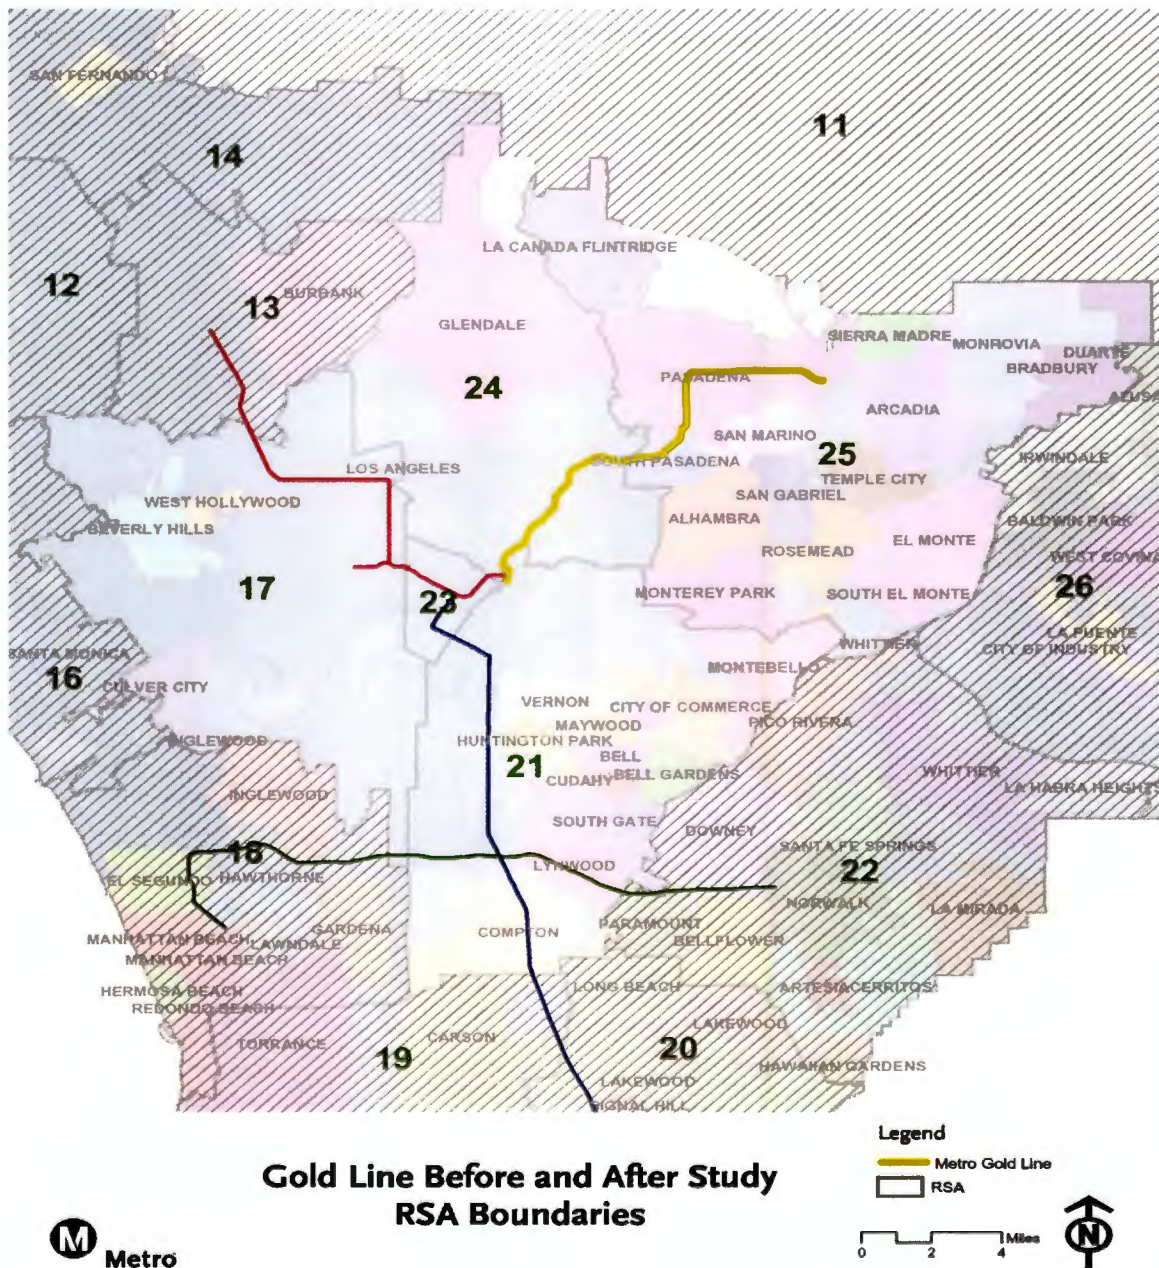 SAN FERNANDO
11
14
LA CANADA FLINTRIDGE
12
13
BURBANK
GLENDALE
SIERRA MADRE
MONROVIA
DUARTE
BRADBURY
PASADENA
24
ARCADIA
SAN MARINO
25
SOUTH PASADENA
IRWINDALE
LOS ANGELES
TEMPLE CITY
SAN GABRIEL
WEST HOLLYWOOD
ALHAMBRA
BALDWIN PARK
BEVERLY HILLS
EL MONTE
ROSEMEAD
WEST COVINA
17
26
23
MONTEREY PARK
SOUTH EL MONTE
LA PUENTE
WHITTIER
CITY OF INDUSTRY
SANTA MONICA
16
MONTEBELLO
CULVER CITY
VERNON
CITY OF COMMERCE
MAYWOOD
PICO RIVERA
INGLEWOOD
HUNTINGTON PARK
BELL
21
CUDAHY
BELL GARDENS
WHITTIER
LA HABRA HEIGHTS
INGLEWOOD
SOUTH GATE
DOWNEY
SANTA FE SPRINGS
18
LYNWOOD
22
EL SEGUNDO
HAWTHORNE
NORWALK
LA MIRADA
GARDENA
PARAMOUNT
COMPTON
BELLFLOWER
MANHATTAN BEACH
LAWNDALE
MANHATTAN BEACH
LONG BEACH
ARTESIA
CERRITOS
HERMOSA BEACH
REDONDO BEACH
LAKEWOOD
TORRANCE
CARSON
19
20
HAWAIIAN GARDENS
LAKEWOOD
SIGNAL HILL
Legend
Metro Gold Line
RSA
Gold Line Before and After Study
RSA Boundaries
Miles
0 2 4
N
M
Metro